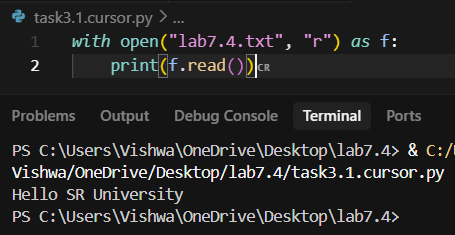 task3.1.cursor.py > ...
1 with open("lab7.4.txt", "r") as f:
2 print(f.read())CR
Problems Output Debug Console Terminal Ports
PS C:\Users\Vishwa\OneDrive\Desktop\lab7.4> & C:/
Vishwa/OneDrive/Desktop/lab7.4/task3.1.cursor.py
Hello SR University
PS C:\Users\Vishwa\OneDrive\Desktop\lab7.4>